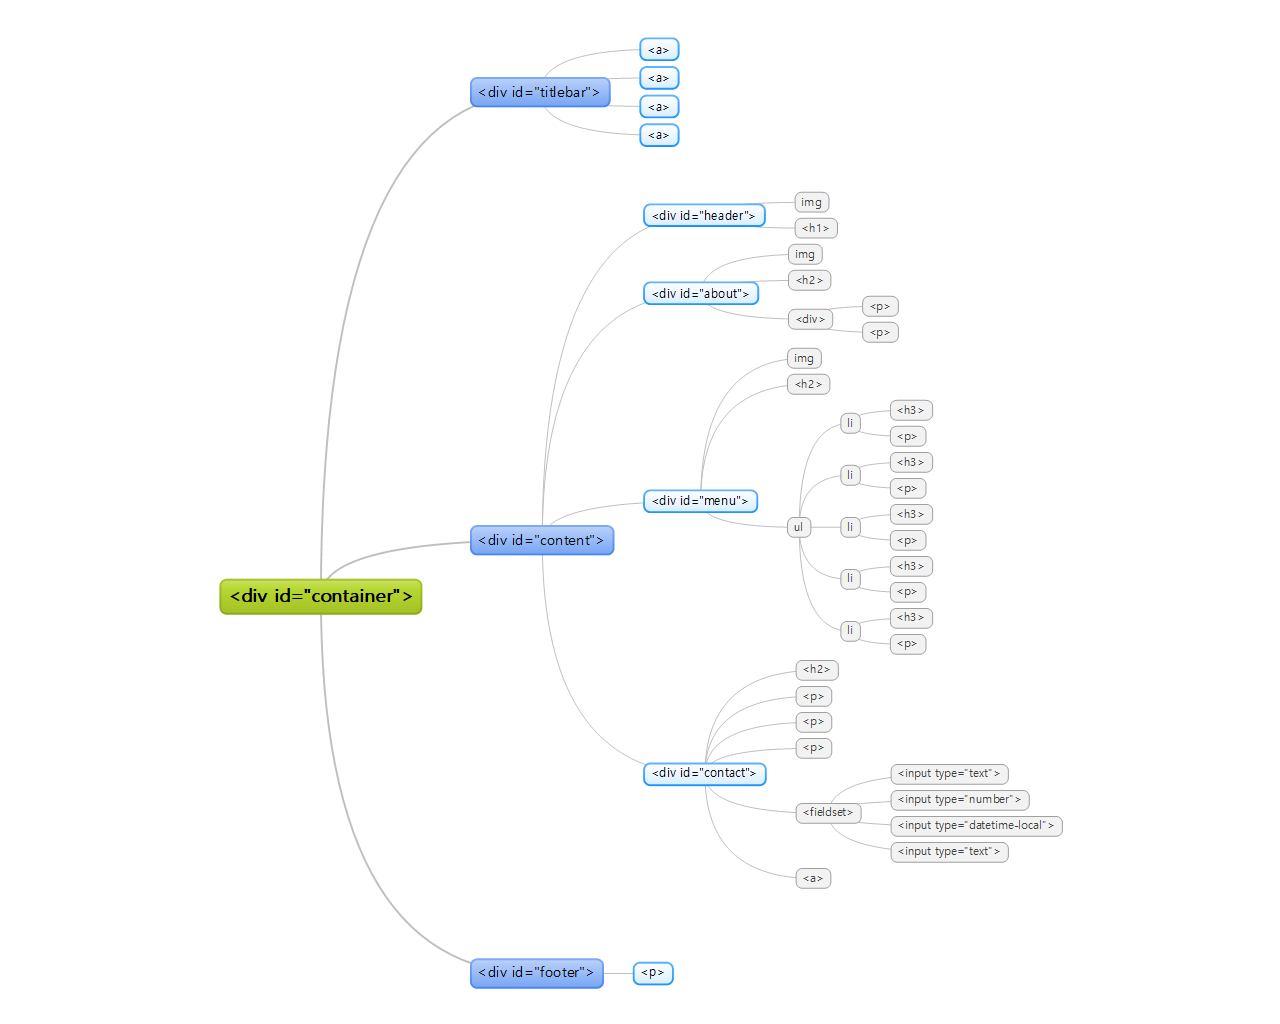 <div id="container">
<div id="titlebar">
<a>
<a>
<a>
<a>
<div id="content">
<div id="header">
img
<h1>
<div id="about">
img
<h2>
<div>
<p>
<p>
<div id="menu">
img
<h2>
ul
li
<h3>
<p>
li
<h3>
<p>
li
<h3>
<p>
li
<h3>
<p>
li
<h3>
<p>
<div id="contact">
<h2>
<p>
<p>
<p>
<fieldset>
<input type="text">
<input type="number">
<input type="datetime-local">
<input type="text">
<a>
<div id="footer">
<p>